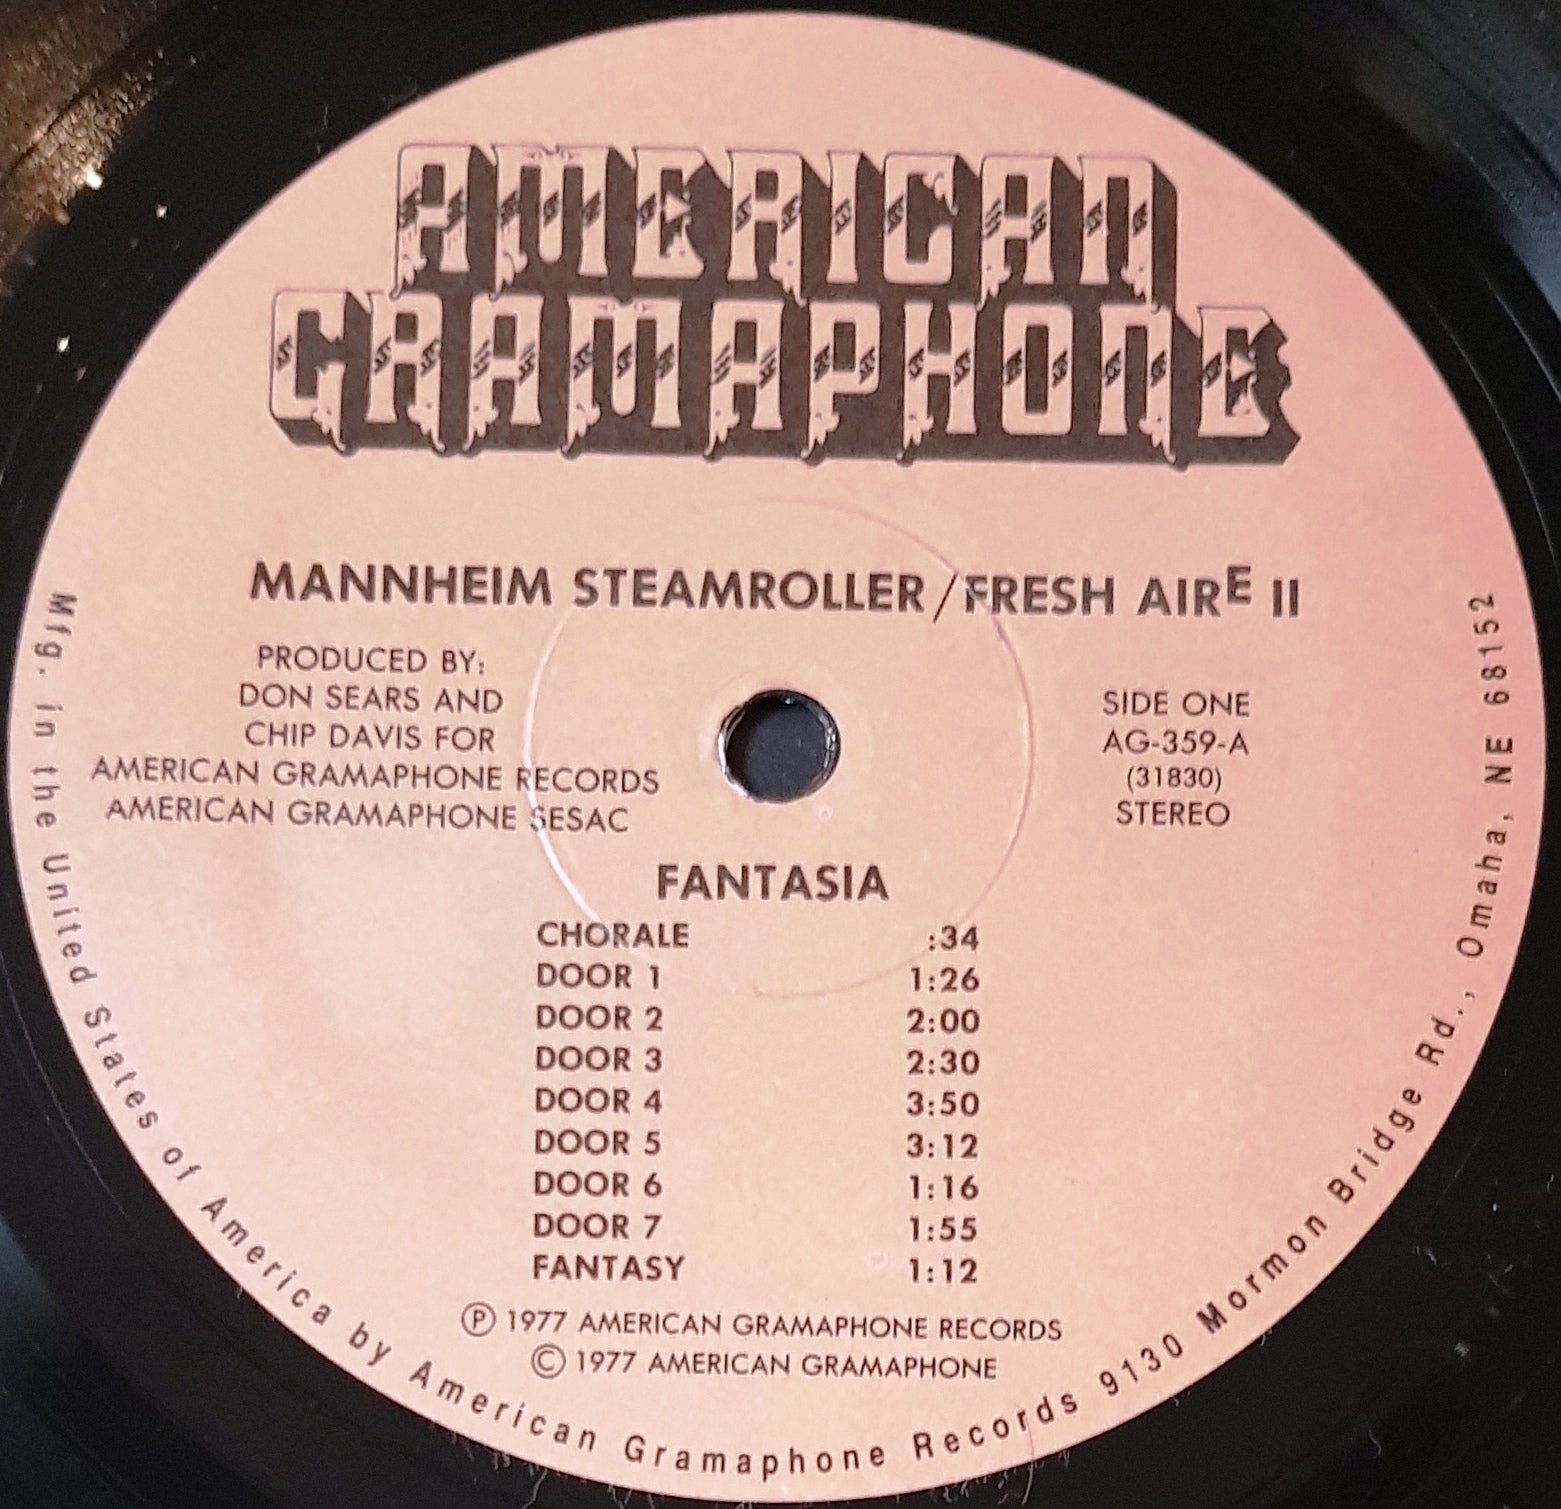 AMERICAN
GRAMAPHONE
MANNHEIM STEAMROLLER/FRESH AIRE II
PRODUCED BY:
DON SEARS AND
CHIP DAVIS FOR
AMERICAN GRAMAPHONE RECORDS
AMERICAN GRAMAPHONE SESAC
SIDE ONE
AG-359-A
(31830)
STEREO
FANTASIA
CHORALE :34
DOOR 1 1:26
DOOR 2 2:00
DOOR 3 2:30
DOOR 4 3:50
DOOR 5 3:12
DOOR 6 1:16
DOOR 7 1:55
FANTASY 1:12
Ⓟ 1977 AMERICAN GRAMAPHONE RECORDS
© 1977 AMERICAN GRAMAPHONE
Mfg. in the United States of America by American Gramaphone Records 9130 Mormon Bridge Rd., Omaha, NE 68152